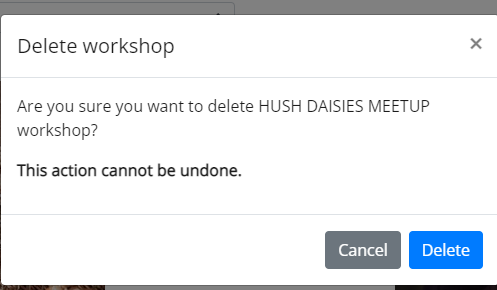 Delete workshop
×
Are you sure you want to delete HUSH DAISIES MEETUP
workshop?
This action cannot be undone.
Cancel Delete